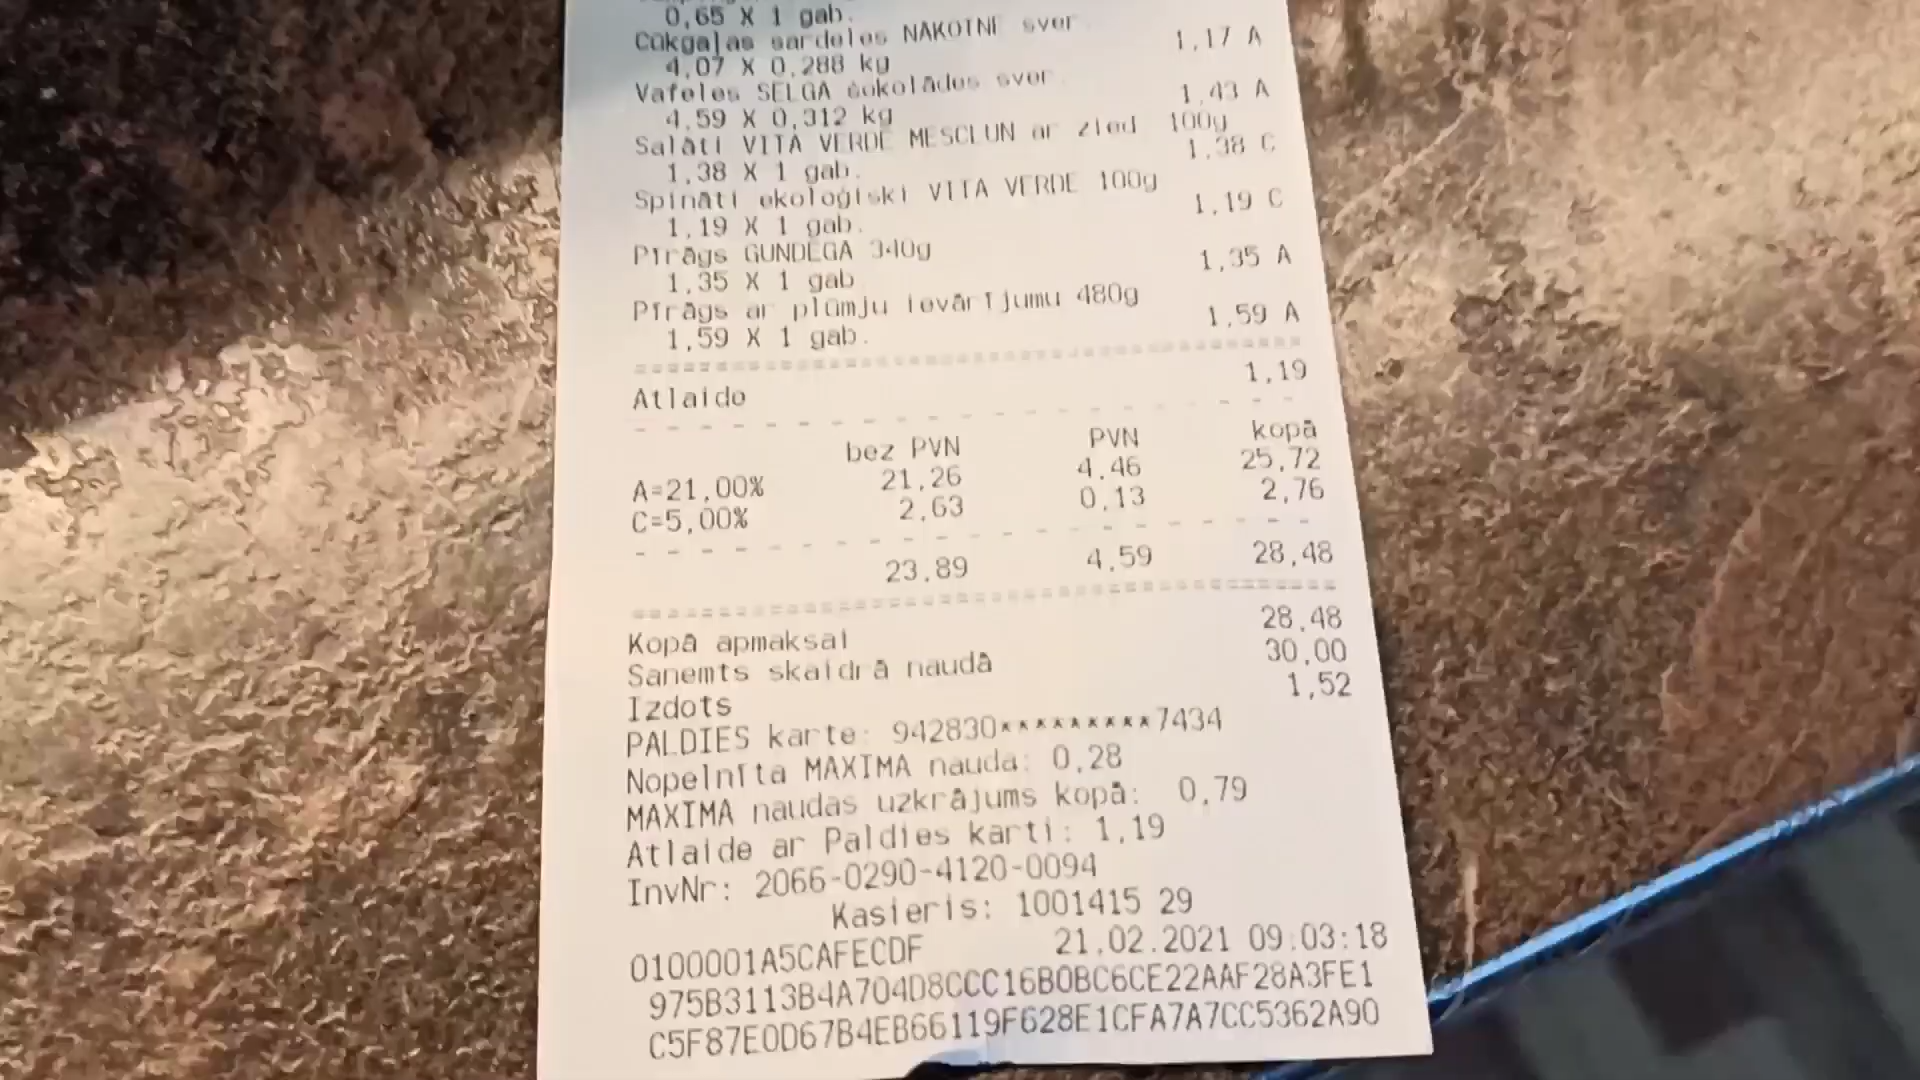 0,65 X 1 gab.
Cūkgaļas sardeles NĀKOTNE sver 1,17 A
4,07 X 0,288 kg
Vafeles SELGA šokolādes sver 1,43 A
4,59 X 0,312 kg
Salāti VITA VERDE MESCLUN ar zied 100g
1,38 X 1 gab. 1,38 C
Spināti ekoloģiski VITA VERDE 100g
1,19 X 1 gab. 1,19 C
Pīrāgs GUNDEGA 340g
1,35 X 1 gab 1,35 A
Pīrāgs ar plūmju ievārījumu 480g
1,59 X 1 gab. 1,59 A
Atlaide 1,19
bez PVN PVN kopā
A=21,00% 21,26 4,46 25,72
C=5,00% 2,63 0,13 2,76
23,89 4,59 28,48
Kopā apmaksai 28,48
Saņemts skaidrā naudā 30,00
Izdots 1,52
PALDIES karte: 942830*********7434
Nopelnīta MAXIMA nauda: 0,28
MAXIMA naudas uzkrājums kopā: 0,79
Atlaide ar Paldies karti: 1,19
InvNr: 2066-0290-4120-0094
Kasieris: 1001415 29
0100001A5CAFECDF 21.02.2021 09:03:18
975B3113B4A704D8CCC16B0BC6CE22AAF28A3FE1
C5F87E0D67B4EB66119F628E1CFA7A7CC5362A90